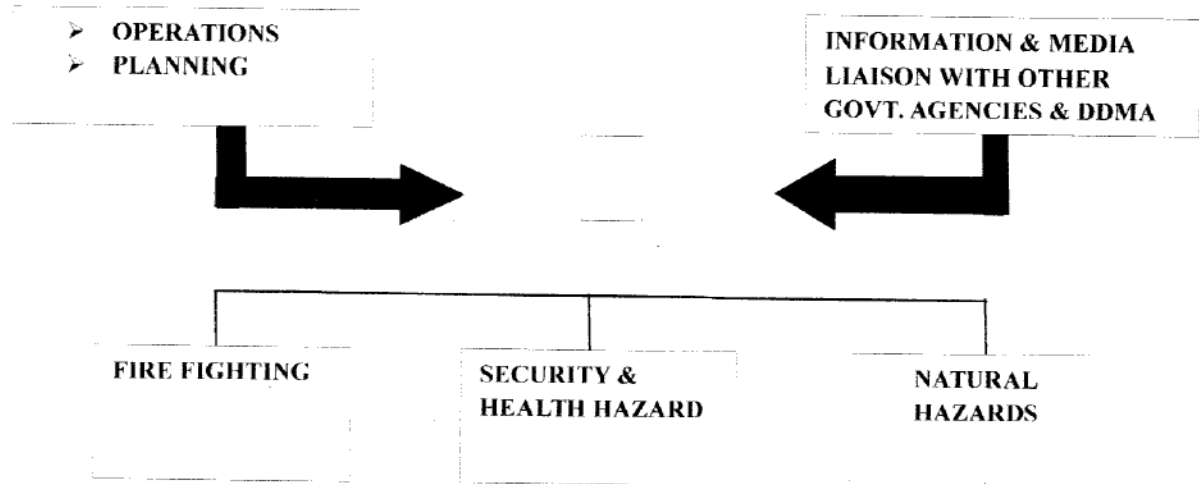 ➢ OPERATIONS
➢ PLANNING
INFORMATION & MEDIA
LIAISON WITH OTHER
GOVT. AGENCIES & DDMA
FIRE FIGHTING
SECURITY &
HEALTH HAZARD
NATURAL
HAZARDS